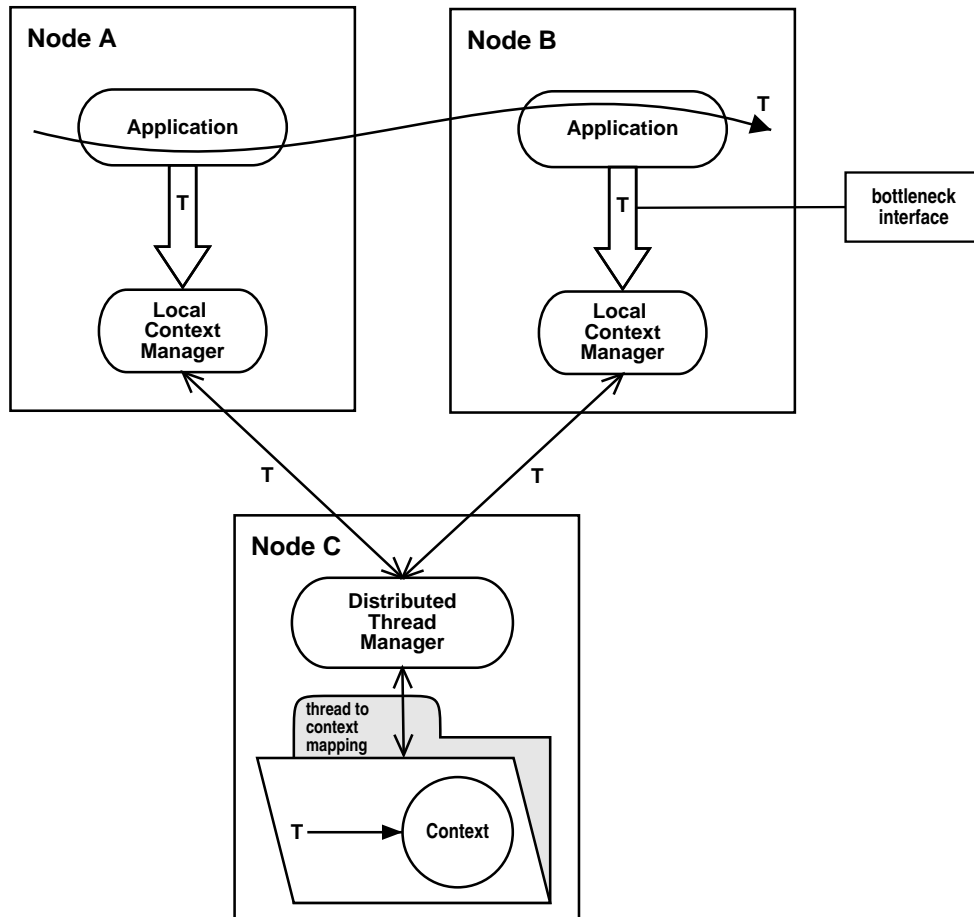 Node A
Node B
T
Application
Application
T
T
bottleneck
interface
Local
Context
Manager
Local
Context
Manager
T
T
Node C
Distributed
Thread
Manager
thread to
context
mapping
T
Context